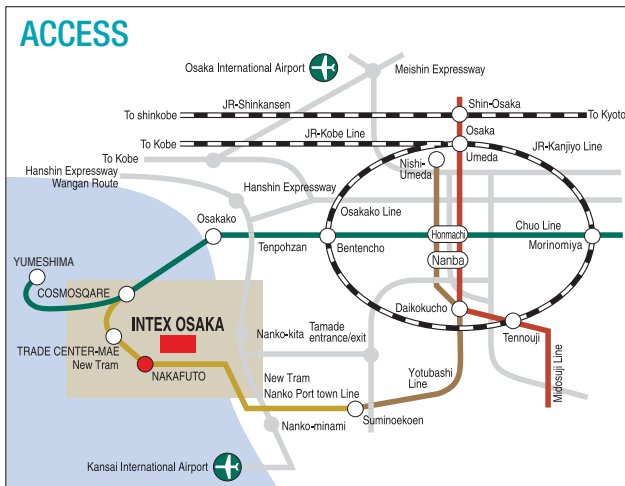 ACCESS
Osaka International Airport
Meishin Expressway
JR-Shinkansen
Shin-Osaka
To shinkobe
To Kyoto
JR-Kobe Line
Osaka
To Kobe
Umeda
JR-Kanjiyo Line
To Kobe
Nishi-
Umeda
Hanshin Expressway
Wangan Route
Hanshin Expressway
Osakako Line
Osakako
Chuo Line
Honmachi
Tenpohzan
Bentencho
Morinomiya
Nanba
YUMESHIMA
COSMOSQARE
Daikokucho
INTEX OSAKA
Nanko-kita
Tamade
entrance/exit
Tennouji
TRADE CENTER-MAE
New Tram
NAKAFUTO
New Tram
Nanko Port town Line
Yotubashi
Line
Midosuji Line
Suminoekoen
Nanko-minami
Kansai International Airport